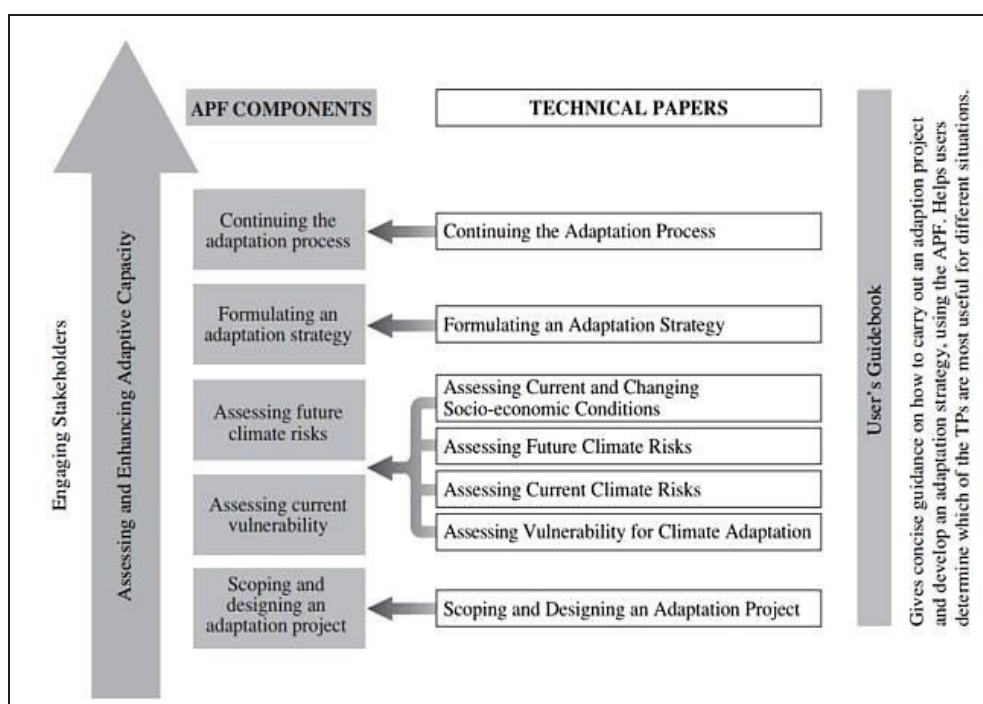 Engaging Stakeholders
Assessing and Enhancing Adaptive Capacity
APF COMPONENTS
Continuing the
adaptation process
Formulating an
adaptation strategy
Assessing future
climate risks
Assessing current
vulnerability
Scoping and
designing an
adaptation project
TECHNICAL PAPERS
Continuing the Adaptation Process
Formulating an Adaptation Strategy
Assessing Current and Changing
Socio-economic Conditions
Assessing Future Climate Risks
Assessing Current Climate Risks
Assessing Vulnerability for Climate Adaptation
Scoping and Designing an Adaptation Project
User's Guidebook
Gives concise guidance on how to carry out an adaption project
and develop an adaptation strategy, using the APF. Helps users
determine which of the TPs are most useful for different situations.